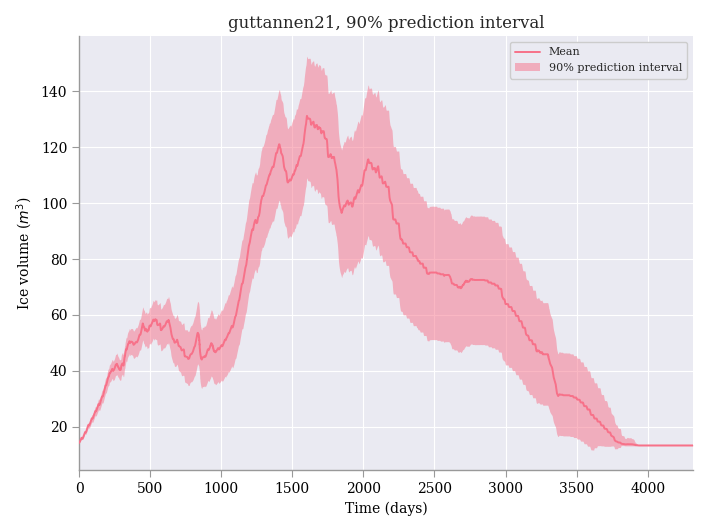 guttannen21, 90% prediction interval
Mean
90% prediction interval
Ice volume (m³)
140
120
100
80
60
40
20
0 500 1000 1500 2000 2500 3000 3500 4000
Time (days)